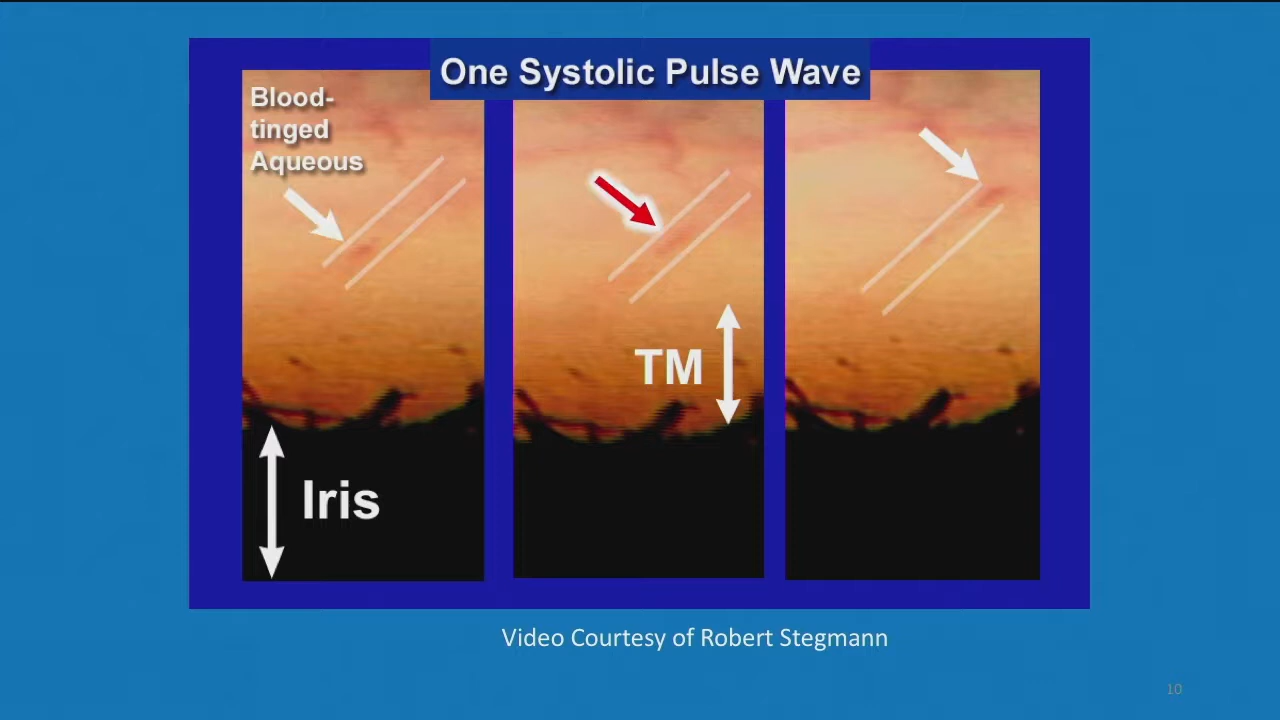 One Systolic Pulse Wave
Blood-
tinged
Aqueous
TM
Iris
Video Courtesy of Robert Stegmann
10